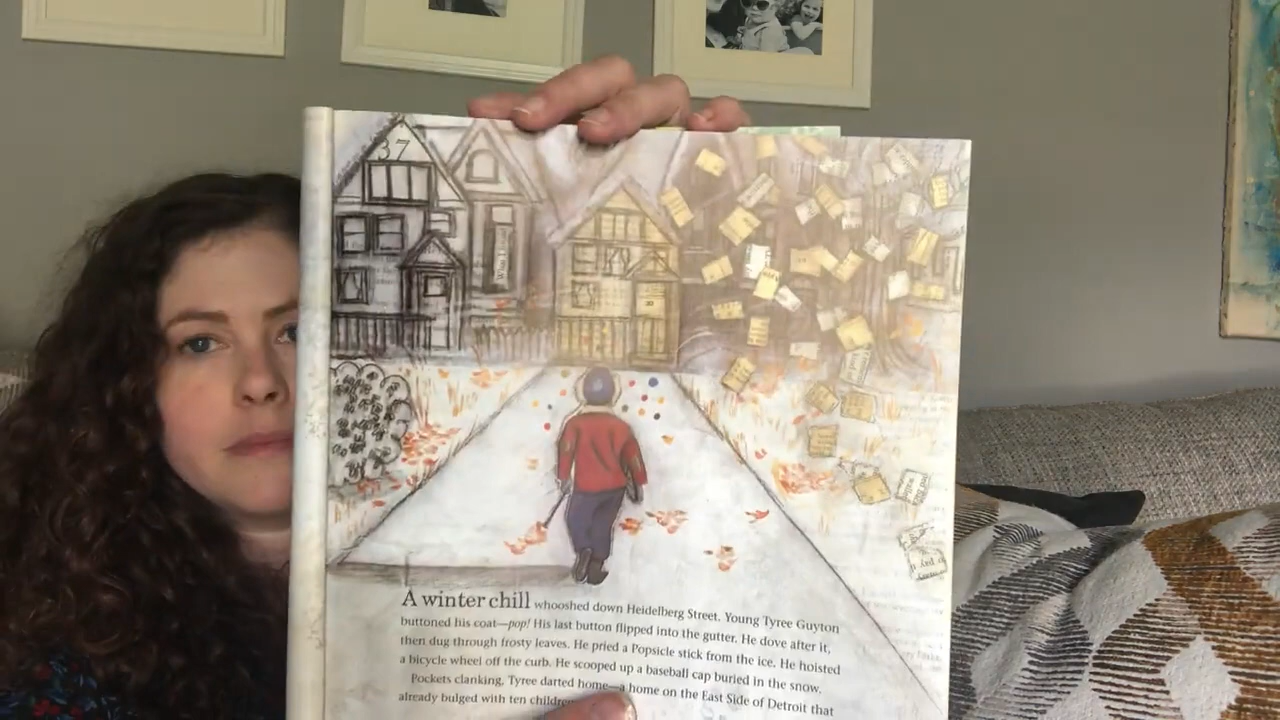 37
A winter chill whooshed down Heidelberg Street. Young Tyree Guyton
buttoned his coat—pop! His last button flipped into the gutter. He dove after it,
then dug through frosty leaves. He pried a Popsicle stick from the ice. He hoisted
a bicycle wheel off the curb. He scooped up a baseball cap buried in the snow.
Pockets clanking, Tyree darted home—a home on the East Side of Detroit that
already bulged with ten